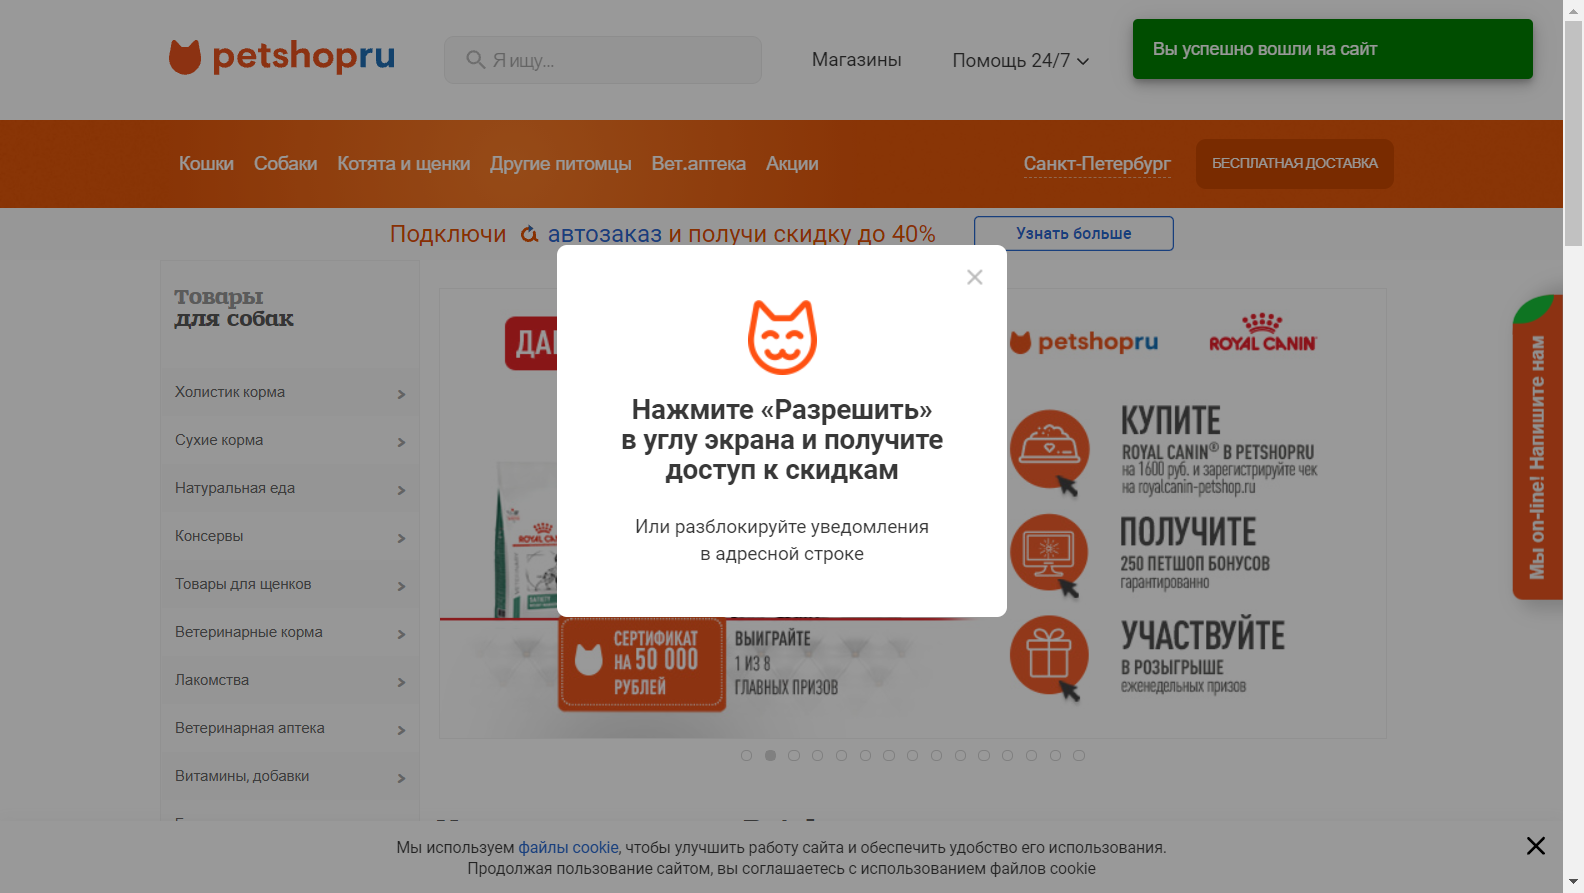 petshopru
Я ищу...
Магазины
Помощь 24/7
Вы успешно вошли на сайт
Кошки
Собаки
Котята и щенки
Другие питомцы
Вет.аптека
Акции
Санкт-Петербург
БЕСПЛАТНАЯ ДОСТАВКА
Подключи автозаказ и получи скидку до 40%
Узнать больше
Товары
для собак
Холистик корма
Сухие корма
Натуральная еда
Консервы
Товары для щенков
Ветеринарные корма
Лакомства
Ветеринарная аптека
Витамины, добавки
Нажмите «Разрешить»
в углу экрана и получите
доступ к скидкам
Или разблокируйте уведомления
в адресной строке
petshopru
ROYAL CANIN
КУПИТЕ
ROYAL CANIN® В PETSHOPRU
на 1600 руб. и зарегистрируйте чек
на royalcanin-petshop.ru
ПОЛУЧИТЕ
250 ПЕТШОП БОНУСОВ
гарантированно
УЧАСТВУЙТЕ
В РОЗЫГРЫШЕ
еженедельных призов
СЕРТИФИКАТ
НА 50 000
РУБЛЕЙ
ВЫИГРАЙТЕ
1 ИЗ 8
ГЛАВНЫХ ПРИЗОВ
Мы on-line! Напишите нам
Мы используем файлы cookie, чтобы улучшить работу сайта и обеспечить удобство его использования.
Продолжая пользование сайтом, вы соглашаетесь с использованием файлов cookie